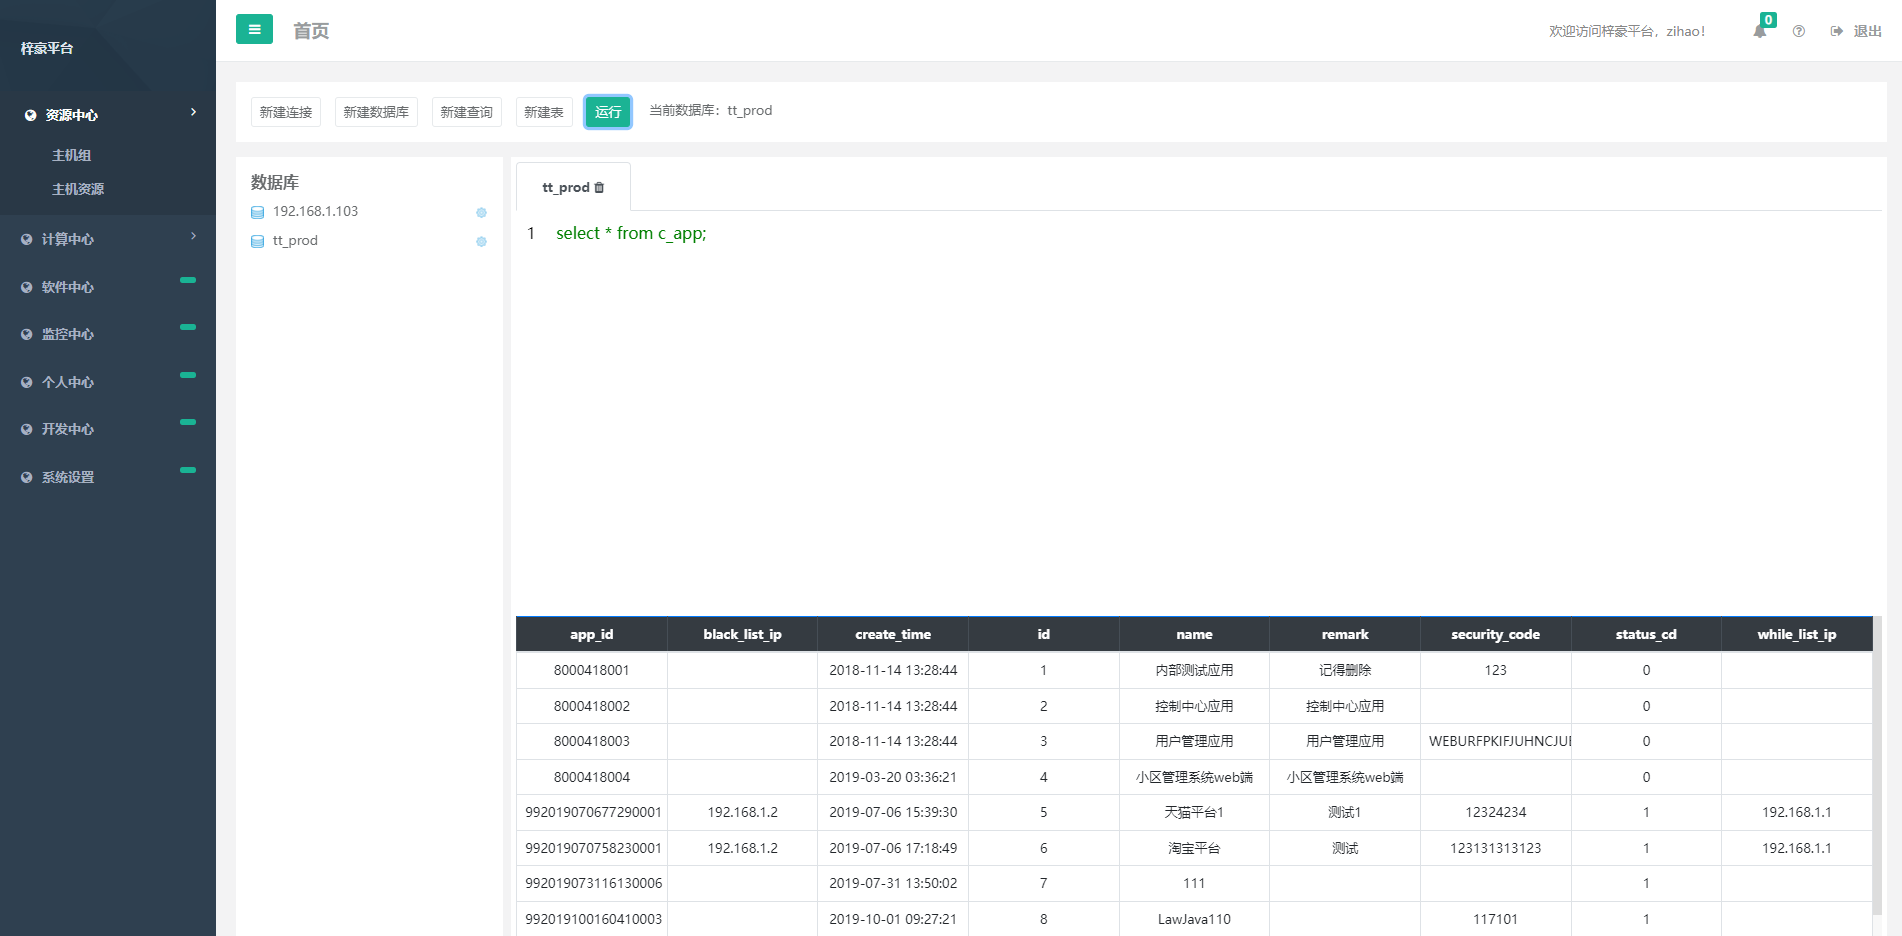 梓豪平台
资源中心
主机组
主机资源
计算中心
软件中心
监控中心
个人中心
开发中心
系统设置
首页
欢迎访问梓豪平台，zihao！
0
退出
新建连接 新建数据库 新建查询 新建表 运行 当前数据库：tt_prod
数据库
192.168.1.103
tt_prod
tt_prod
1 select * from c_app;
app_id black_list_ip create_time id name remark security_code status_cd while_list_ip
8000418001 2018-11-14 13:28:44 1 内部测试应用 记得删除 123 0
8000418002 2018-11-14 13:28:44 2 控制中心应用 控制中心应用 0
8000418003 2018-11-14 13:28:44 3 用户管理应用 用户管理应用 WEBURFPKIFJUHNCJUE 0
8000418004 2019-03-20 03:36:21 4 小区管理系统web端 小区管理系统web端 0
992019070677290001 192.168.1.2 2019-07-06 15:39:30 5 天猫平台1 测试1 12324234 1 192.168.1.1
992019070758230001 192.168.1.2 2019-07-06 17:18:49 6 淘宝平台 测试 123131313123 1 192.168.1.1
992019073116130006 2019-07-31 13:50:02 7 111 1
992019100160410003 2019-10-01 09:27:21 8 LawJava110 117101 1